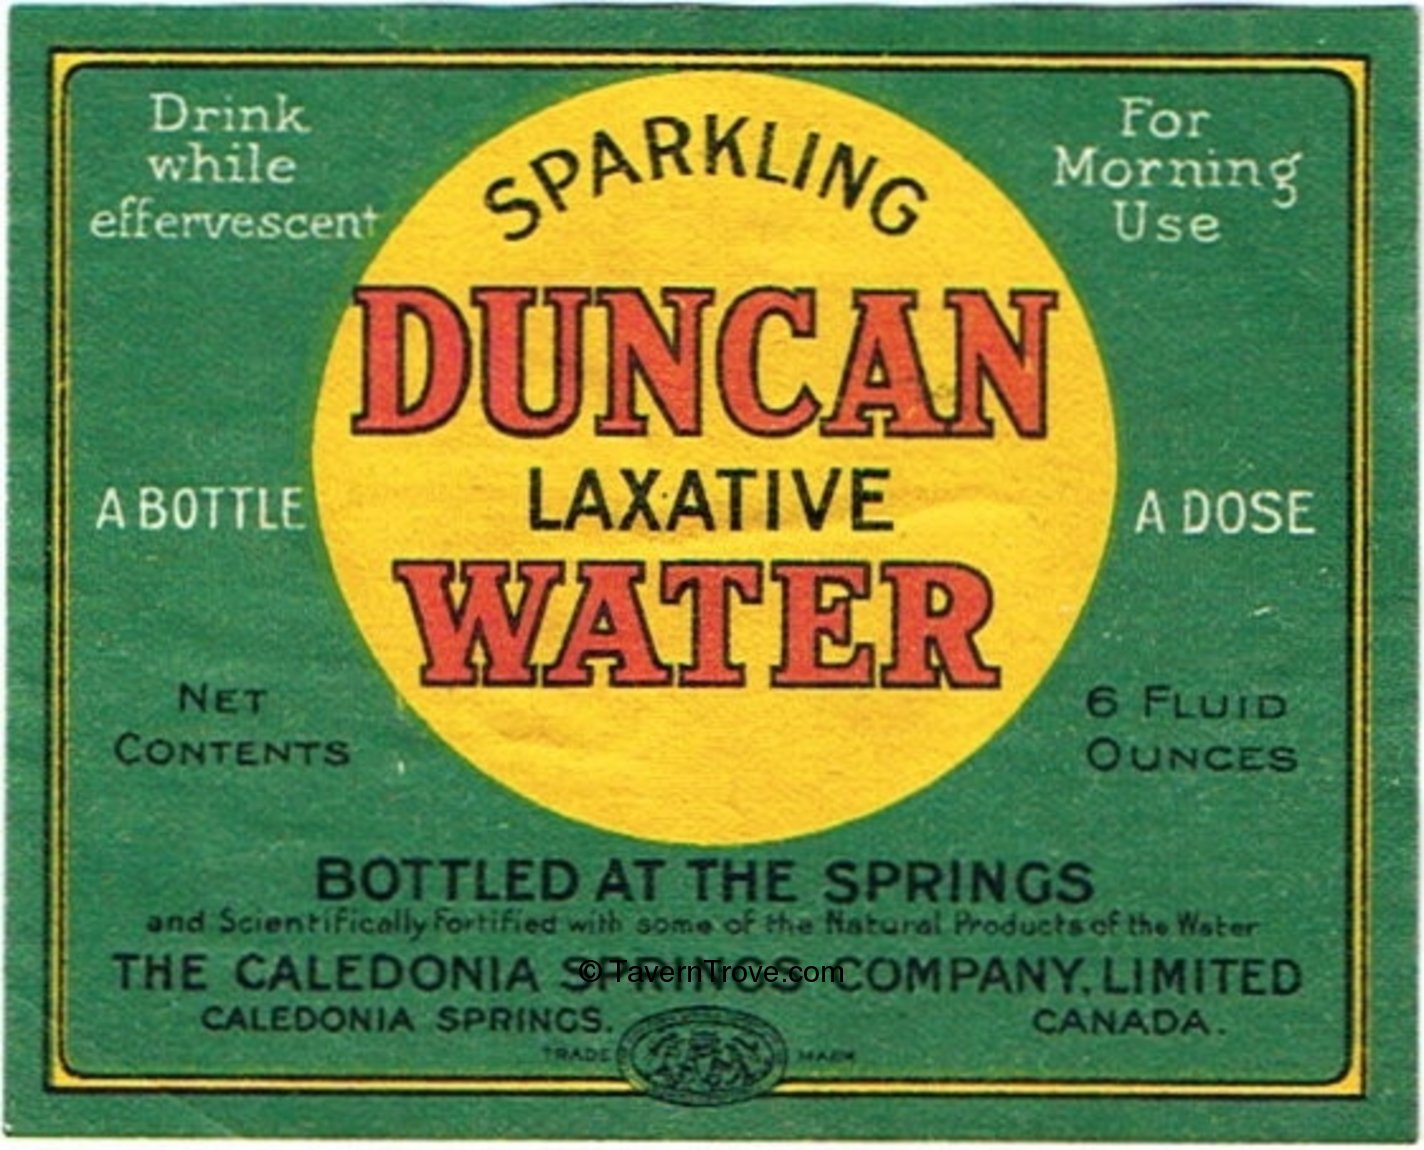 Drink
while
effervescent
For
Morning
Use
SPARKLING
DUNCAN
LAXATIVE
WATER
A BOTTLE
A DOSE
NET
CONTENTS
6 FLUID
OUNCES
BOTTLED AT THE SPRINGS
and Scientifically Fortified with some of the Natural Products of the Water
THE CALEDONIA SPRINGS COMPANY, LIMITED
© TavernTrove.com
CALEDONIA SPRINGS. CANADA.
TRADE MARK